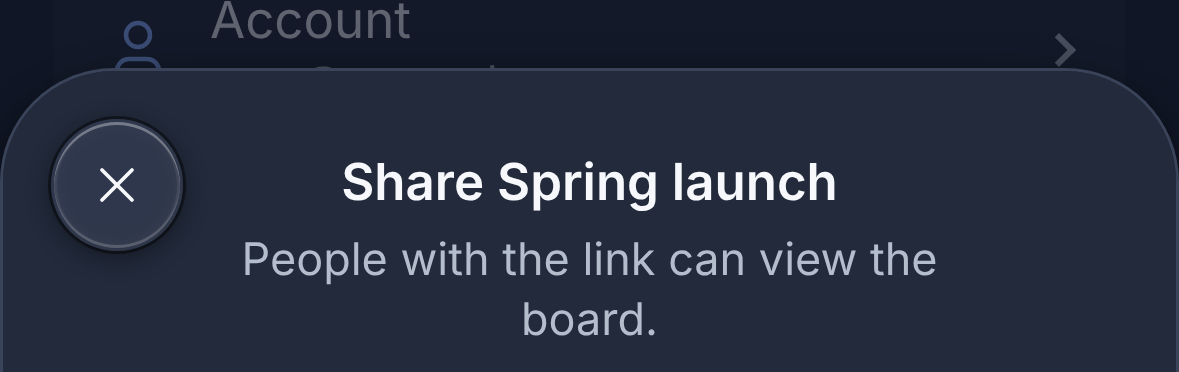 Account
Share Spring launch
People with the link can view the
board.